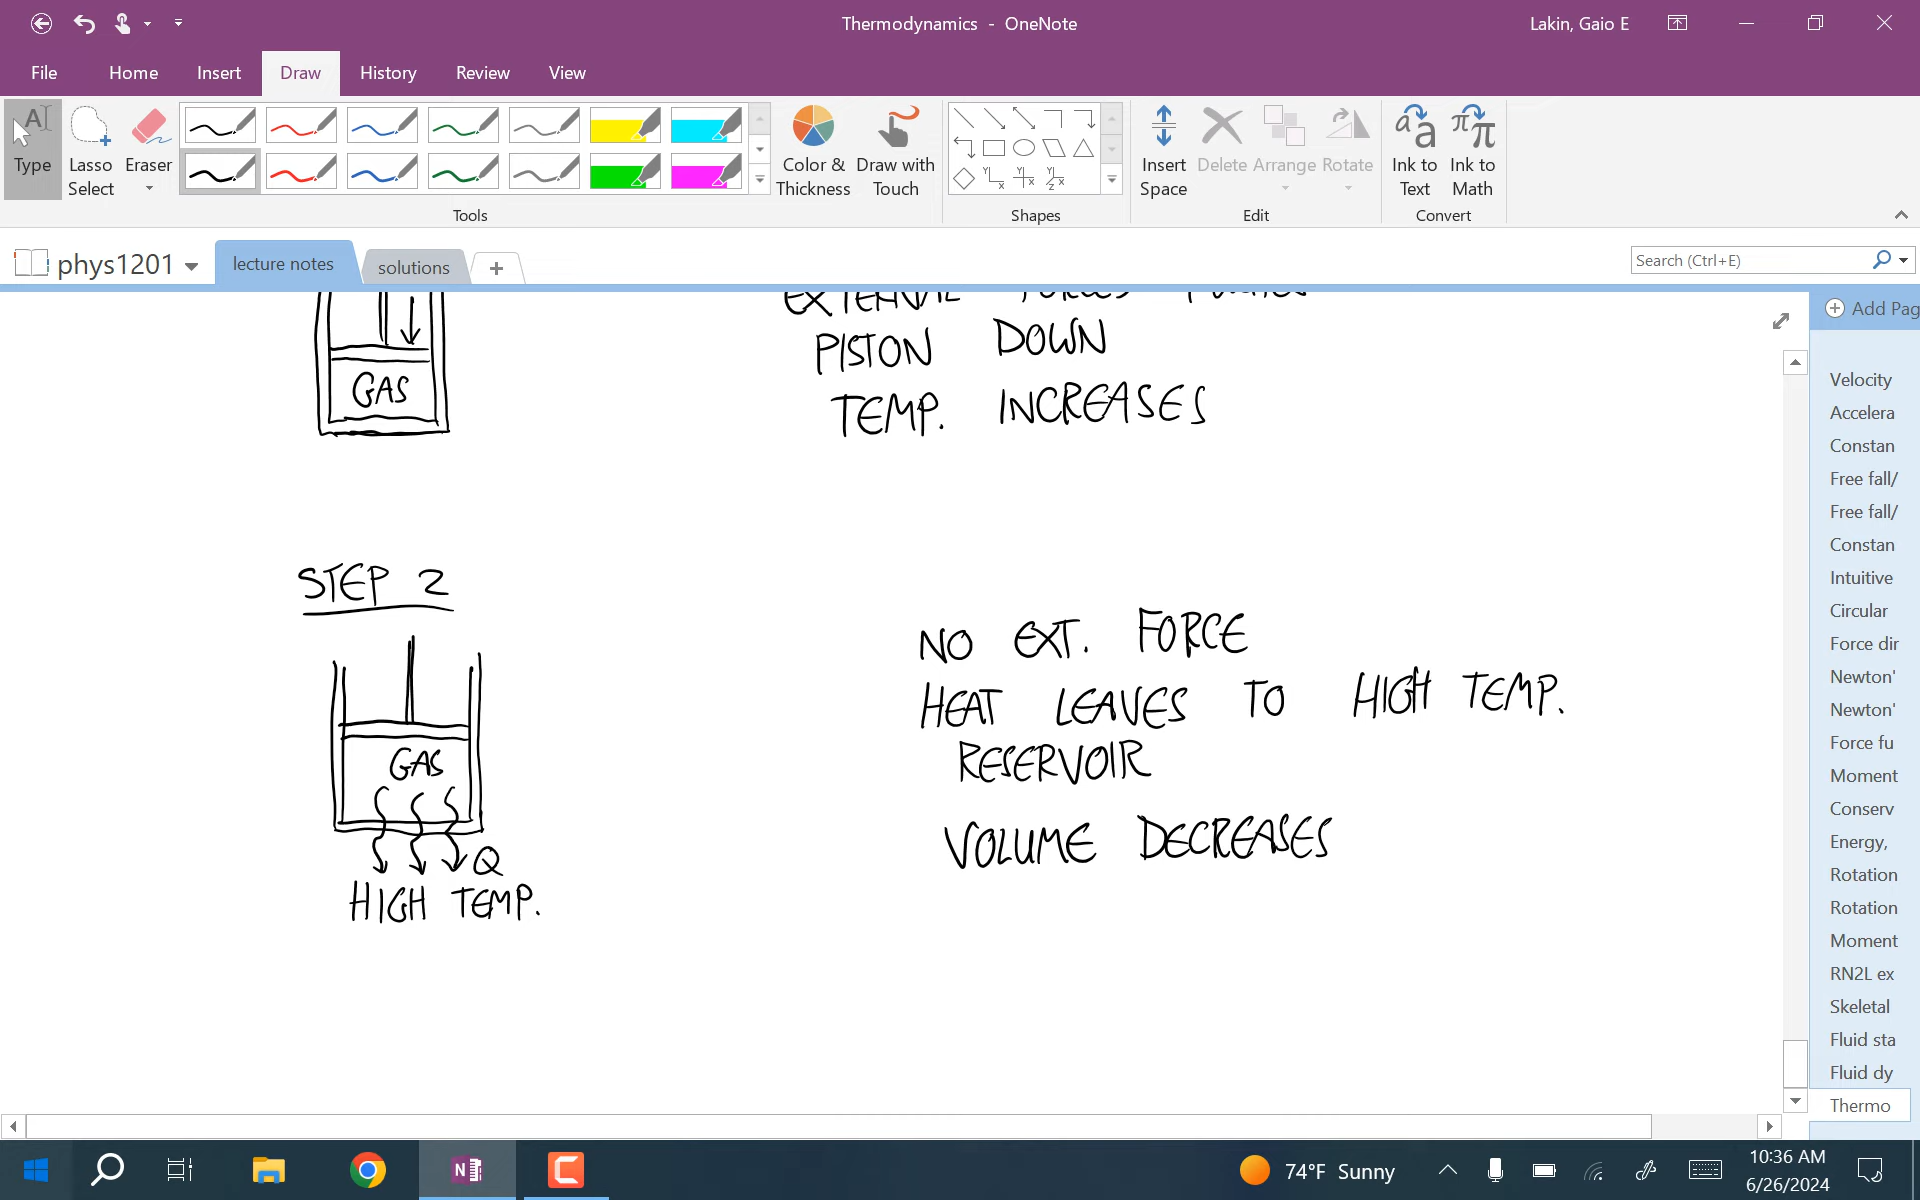 Thermodynamics - OneNote
Lakin, Gaio E
File Home Insert Draw History Review View
Type
Lasso Select
Eraser
Color & Thickness
Draw with Touch
Insert Space
Delete
Arrange
Rotate
Ink to Text
Ink to Math
Tools
Shapes
Edit
Convert
phys1201
lecture notes
solutions
Search (Ctrl+E)
Add Pag
EXTERNAL FORCES
PISTON DOWN
GAS
TEMP. INCREASES
STEP 2
NO EXT. FORCE
HEAT LEAVES TO HIGH TEMP.
RESERVOIR
GAS
VOLUME DECREASES
Q
HIGH TEMP.
Velocity
Accelera
Constan
Free fall/
Free fall/
Constan
Intuitive
Circular
Force dir
Newton'
Newton'
Force fu
Moment
Conserv
Energy,
Rotation
Rotation
Moment
RN2L ex
Skeletal
Fluid sta
Fluid dy
Thermo
74°F Sunny
10:36 AM
6/26/2024